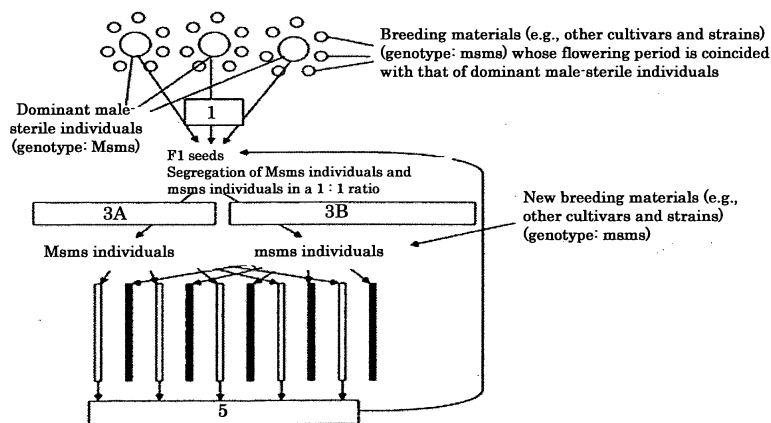 Breeding materials (e.g., other cultivars and strains)
(genotype: msms) whose flowering period is coincided
with that of dominant male-sterile individuals
Dominant male-
sterile individuals
(genotype: Msms)
1
F1 seeds
Segregation of Msms individuals and
msms individuals in a 1 : 1 ratio
3A
3B
New breeding materials (e.g.,
other cultivars and strains)
(genotype: msms)
Msms individuals
msms individuals
5